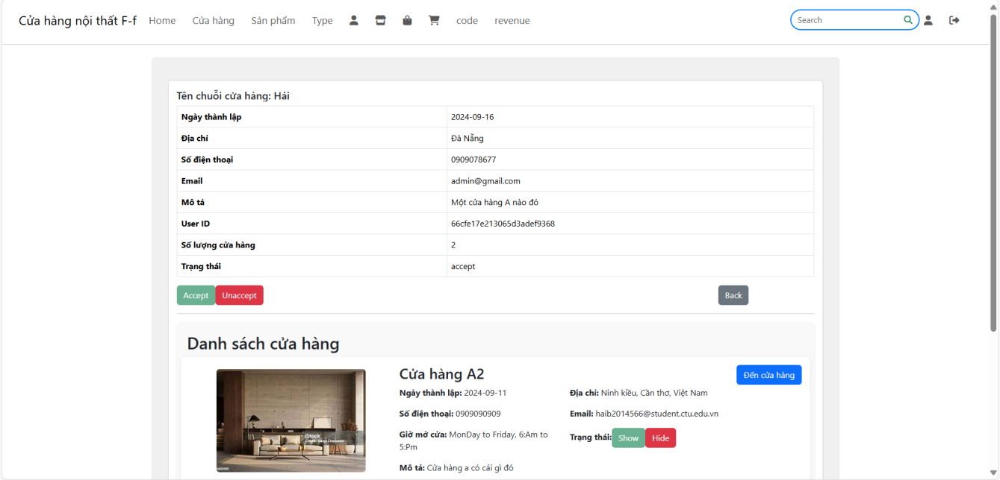 Cửa hàng nội thất F-f Home Cửa hàng Sản phẩm Type code revenue Search
Tên chuỗi cửa hàng: Hải
Ngày thành lập 2024-09-16
Địa chỉ Đà Nẵng
Số điện thoại 0909078677
Email admin@gmail.com
Mô tả Một cửa hàng A nào đó
User ID 66cfe17e213065d3adef9368
Số lượng cửa hàng 2
Trạng thái accept
Accept Unaccept Back
Danh sách cửa hàng
Cửa hàng A2 Đến cửa hàng
Ngày thành lập: 2024-09-11 Địa chỉ: Ninh kiều, Cần thơ, Việt Nam
Số điện thoại: 0909090909 Email: haib2014566@student.ctu.edu.vn
Giờ mở cửa: MonDay to Friday, 6:Am to
5:Pm
Trạng thái: Show Hide
Mô tả: Cửa hàng a có cái gì đó
iStock